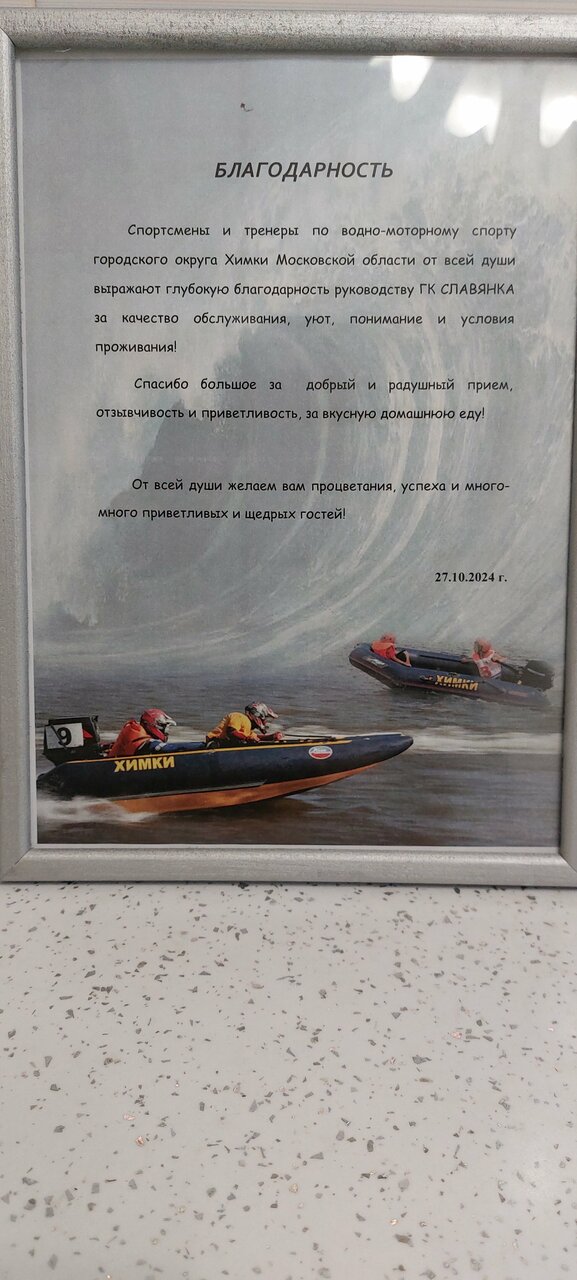 БЛАГОДАРНОСТЬ
Спортсмены и тренеры по водно-моторному спорту
городского округа Химки Московской области от всей души
выражают глубокую благодарность руководству ГК СЛАВЯНКА
за качество обслуживания, уют, понимание и условия
проживания!
Спасибо большое за добрый и радушный прием,
отзывчивость и приветливость, за вкусную домашнюю еду!
От всей души желаем вам процветания, успеха и много-
много приветливых и щедрых гостей!
27.10.2024 г.
ХИМКИ
9
ХИМКИ